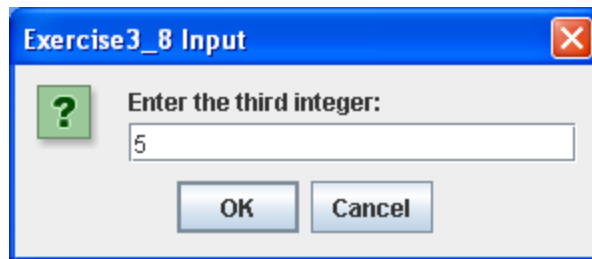 Exercise3_8 Input
?
Enter the third integer:
5
OK Cancel